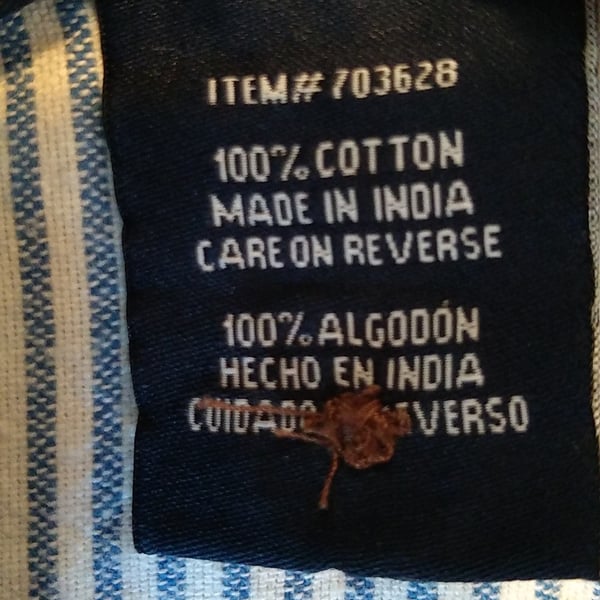 ITEM# 703628
100% COTTON
MADE IN INDIA
CARE ON REVERSE
100% ALGODÓN
HECHO EN INDIA
CUIDADO